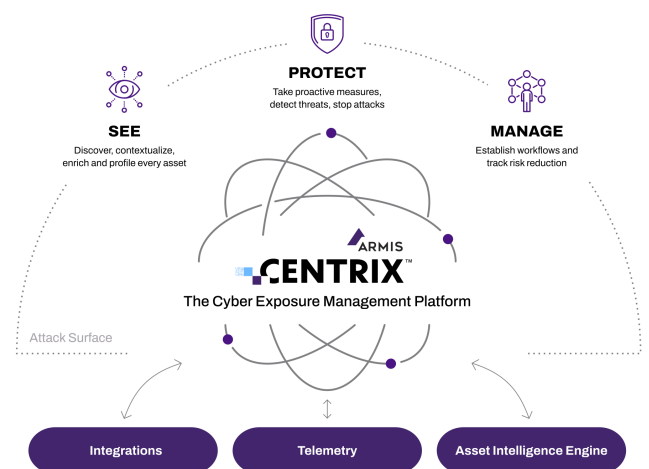 PROTECT
Take proactive measures,
detect threats, stop attacks
SEE
Discover, contextualize,
enrich and profile every asset
MANAGE
Establish workflows and
track risk reduction
ARMIS
CENTRIX™
The Cyber Exposure Management Platform
Attack Surface
Integrations
Telemetry
Asset Intelligence Engine